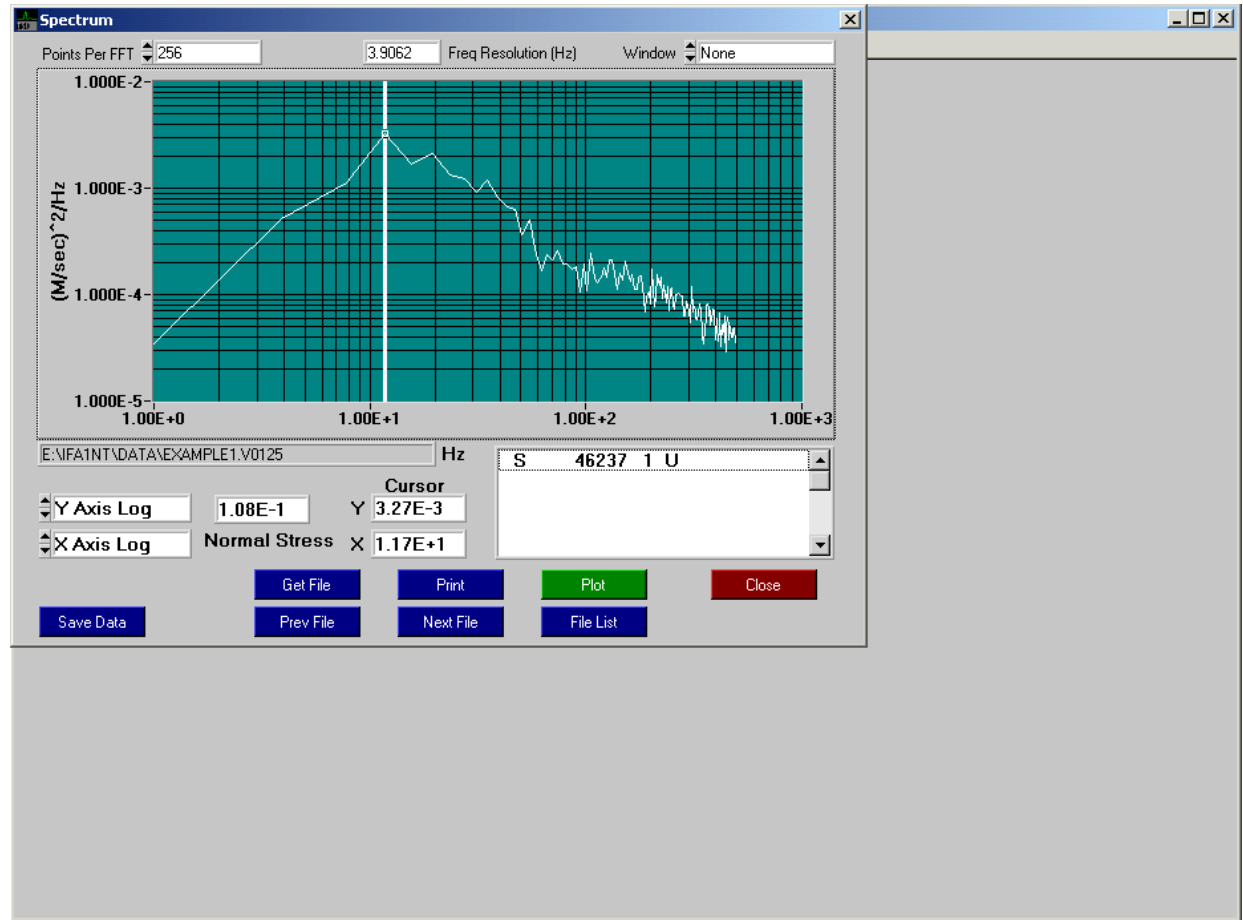 Spectrum
Points Per FFT 256 3.9062 Freq Resolution (Hz) Window None
1.000E-2
1.000E-3
1.000E-4
1.000E-5
(M/sec)^2/Hz
1.00E+0 1.00E+1 1.00E+2 1.00E+3
E:\IFA1NT\DATA\EXAMPLE1.V0125 Hz
S 46237 1 U
Cursor
Y Axis Log 1.08E-1 Y 3.27E-3
X Axis Log Normal Stress X 1.17E+1
Get File Print Plot Close
Save Data Prev File Next File File List